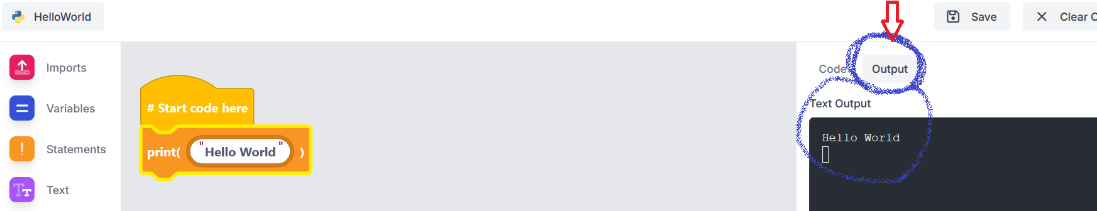 HelloWorld
Save
Clear C
Imports
Variables
Statements
Text
# Start code here
print( "Hello World" )
Code
Output
Text Output
Hello World